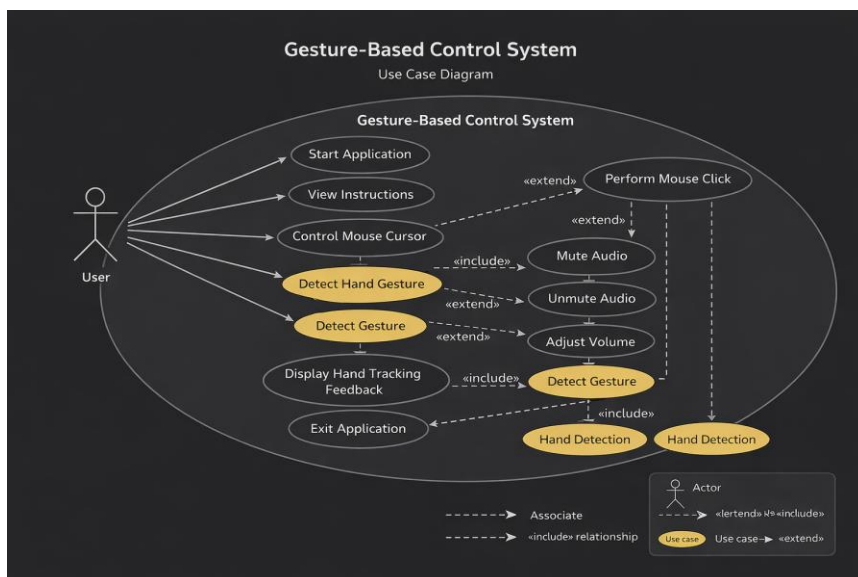 Gesture-Based Control System
Use Case Diagram
Gesture-Based Control System
Start Application
View Instructions
«extend»
Perform Mouse Click
«extend»
Control Mouse Cursor
User
«include»
Mute Audio
Detect Hand Gesture
«extend»
Unmute Audio
Detect Gesture
«extend»
Adjust Volume
Display Hand Tracking
Feedback
«include»
Detect Gesture
«include»
Exit Application
Hand Detection
Hand Detection
Actor
Associate
«include»
«include» relationship
Use case
Use case
«extend»